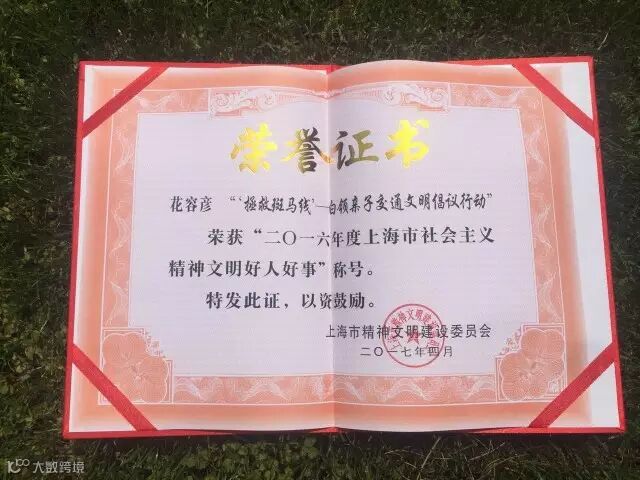 荣誉证书
花容彦 “‘拯救斑马线’—白领亲子交通文明倡议行动”
荣获“二〇一六年度上海市社会主义
精神文明好人好事”称号。
特发此证，以资鼓励。
上海市精神文明建设委员会
二〇一七年四月
大数跨境